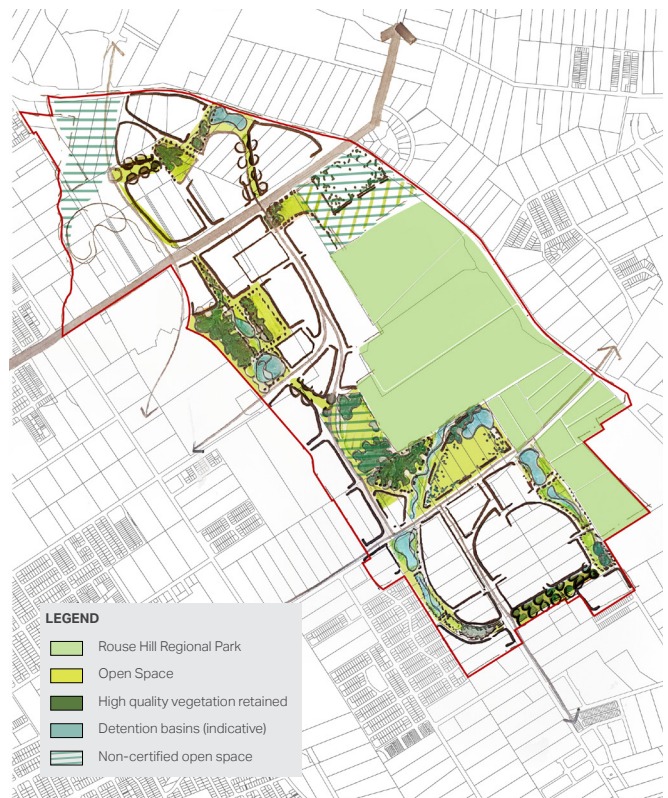 LEGEND
Rouse Hill Regional Park
Open Space
High quality vegetation retained
Detention basins (indicative)
Non-certified open space